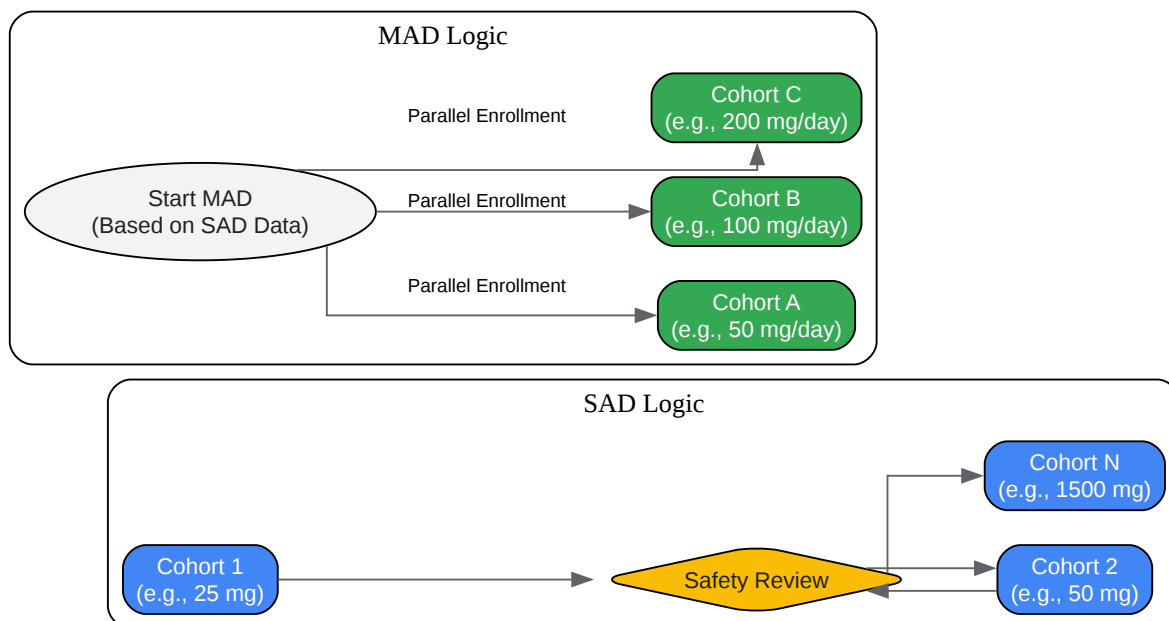 MAD Logic
Parallel Enrollment
Cohort C
(e.g., 200 mg/day)
Start MAD
(Based on SAD Data)
Parallel Enrollment
Cohort B
(e.g., 100 mg/day)
Parallel Enrollment
Cohort A
(e.g., 50 mg/day)
SAD Logic
Cohort N
(e.g., 1500 mg)
Cohort 1
(e.g., 25 mg)
Safety Review
Cohort 2
(e.g., 50 mg)